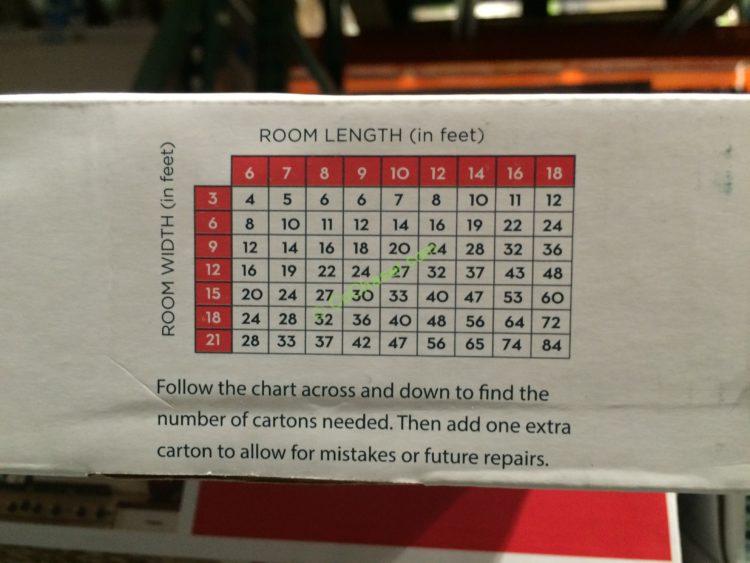 ROOM LENGTH (in feet)
ROOM WIDTH (in feet)
6 7 8 9 10 12 14 16 18
3 4 5 6 6 7 8 10 11 12
6 8 10 11 12 14 16 19 22 24
9 12 14 16 18 20 24 28 32 36
12 16 19 22 24 27 32 37 43 48
15 20 24 27 30 33 40 47 53 60
18 24 28 32 36 40 48 56 64 72
21 28 33 37 42 47 56 65 74 84
Follow the chart across and down to find the
number of cartons needed. Then add one extra
carton to allow for mistakes or future repairs.